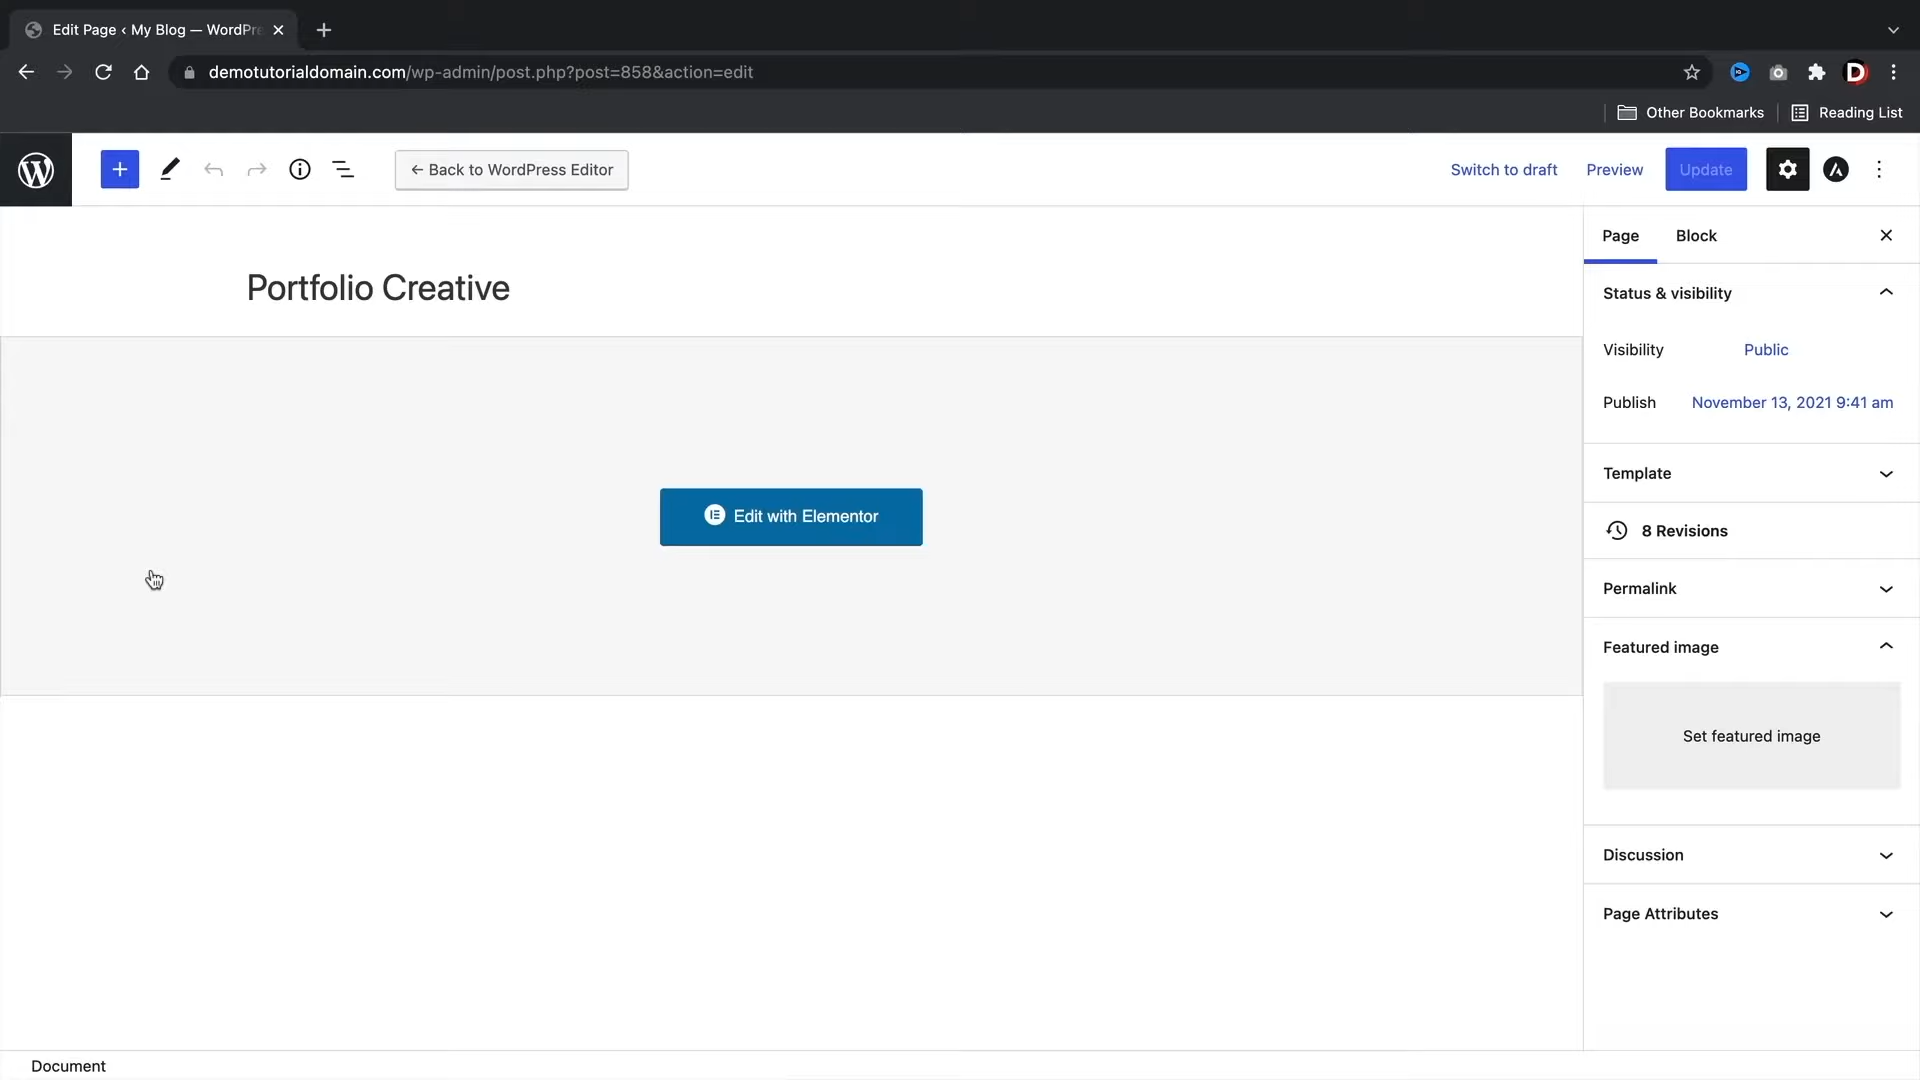 Edit Page ‹ My Blog — WordPre
demotutorialdomain.com/wp-admin/post.php?post=858&action=edit
Other Bookmarks
Reading List
← Back to WordPress Editor
Switch to draft
Preview
Update
Page
Block
Portfolio Creative
Status & visibility
Visibility
Public
Publish
November 13, 2021 9:41 am
Template
Edit with Elementor
8 Revisions
Permalink
Featured image
Set featured image
Discussion
Page Attributes
Document